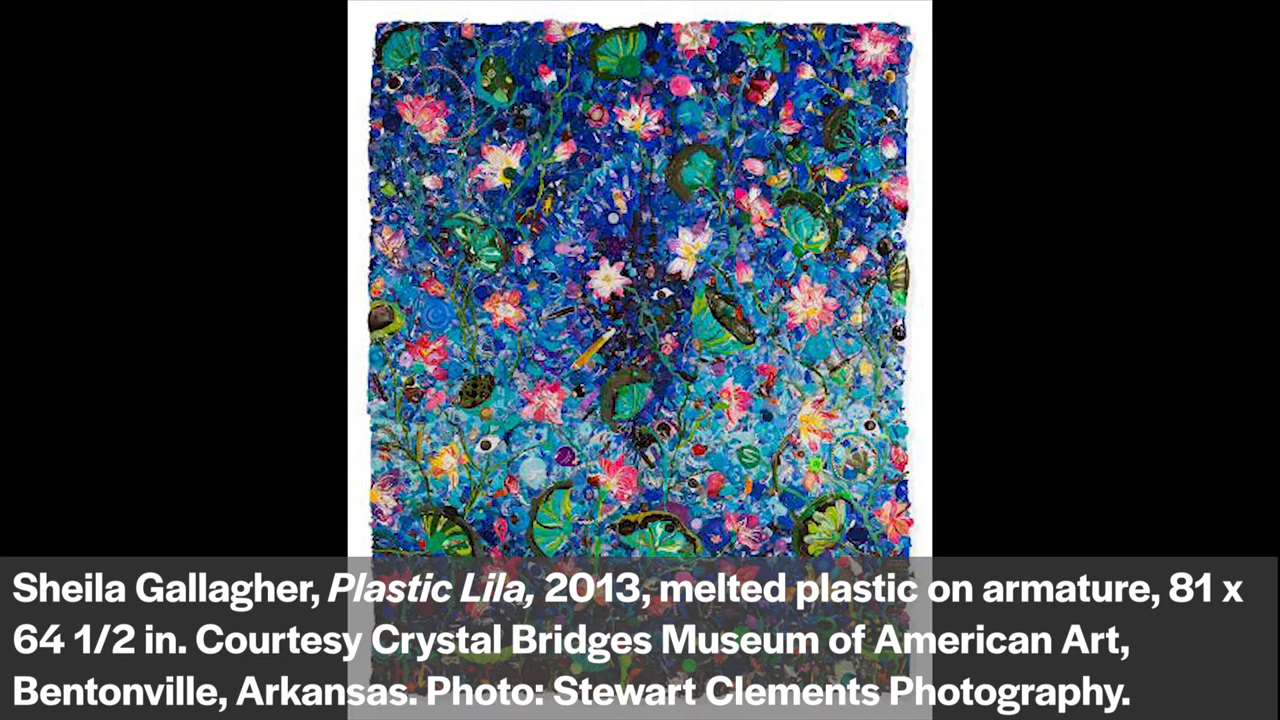 Sheila Gallagher, Plastic Lila, 2013, melted plastic on armature, 81 x
64 1/2 in. Courtesy Crystal Bridges Museum of American Art,
Bentonville, Arkansas. Photo: Stewart Clements Photography.